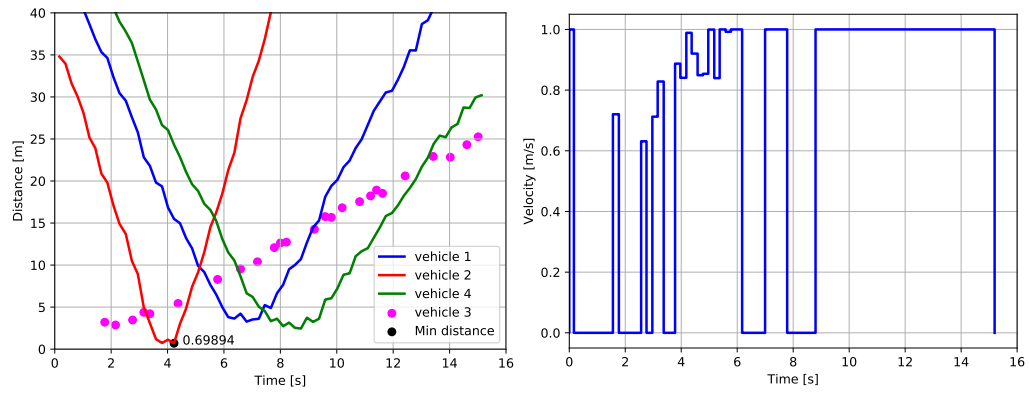 40
35
30
25
20
15
10
5
0
Distance [m]
0 2 4 6 8 10 12 14 16
Time [s]
0.69894
vehicle 1
vehicle 2
vehicle 4
vehicle 3
Min distance
1.0
0.8
0.6
0.4
0.2
0.0
Velocity [m/s]
0 2 4 6 8 10 12 14 16
Time [s]